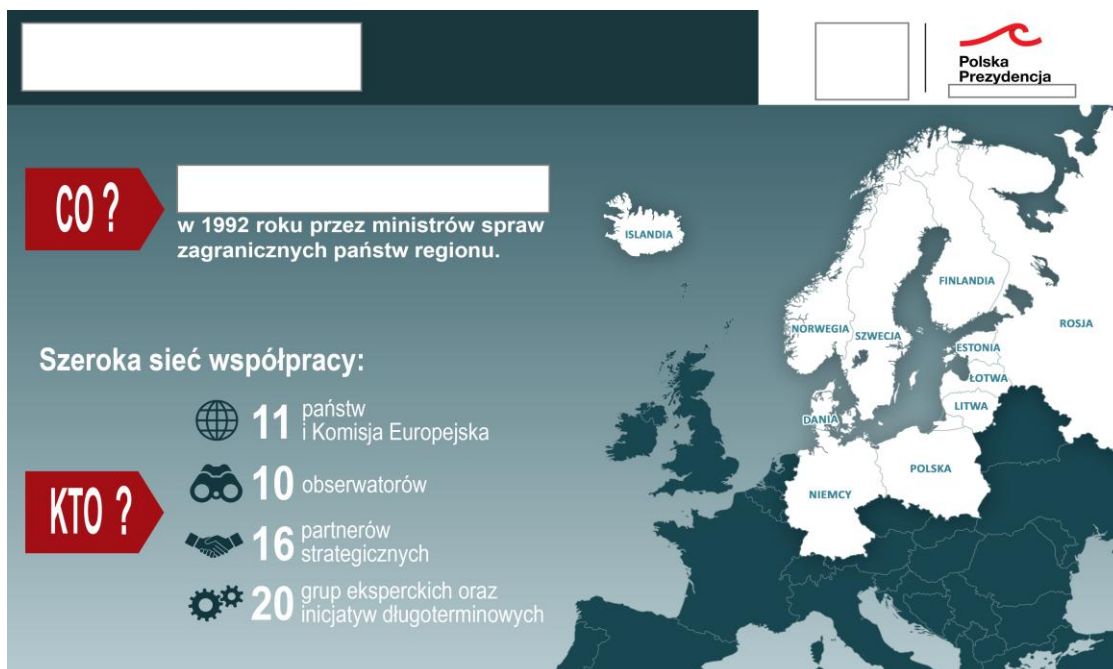 Polska
Prezydencja
CO ?
w 1992 roku przez ministrów spraw
zagranicznych państw regionu.
Szeroka sieć współpracy:
11 państw
i Komisja Europejska
10 obserwatorów
KTO ?
16 partnerów
strategicznych
20 grup eksperckich oraz
inicjatyw długoterminowych
ISLANDIA
FINLANDIA
NORWEGIA
SZWECJA
ROSJA
ESTONIA
ŁOTWA
LITWA
DANIA
POLSKA
NIEMCY